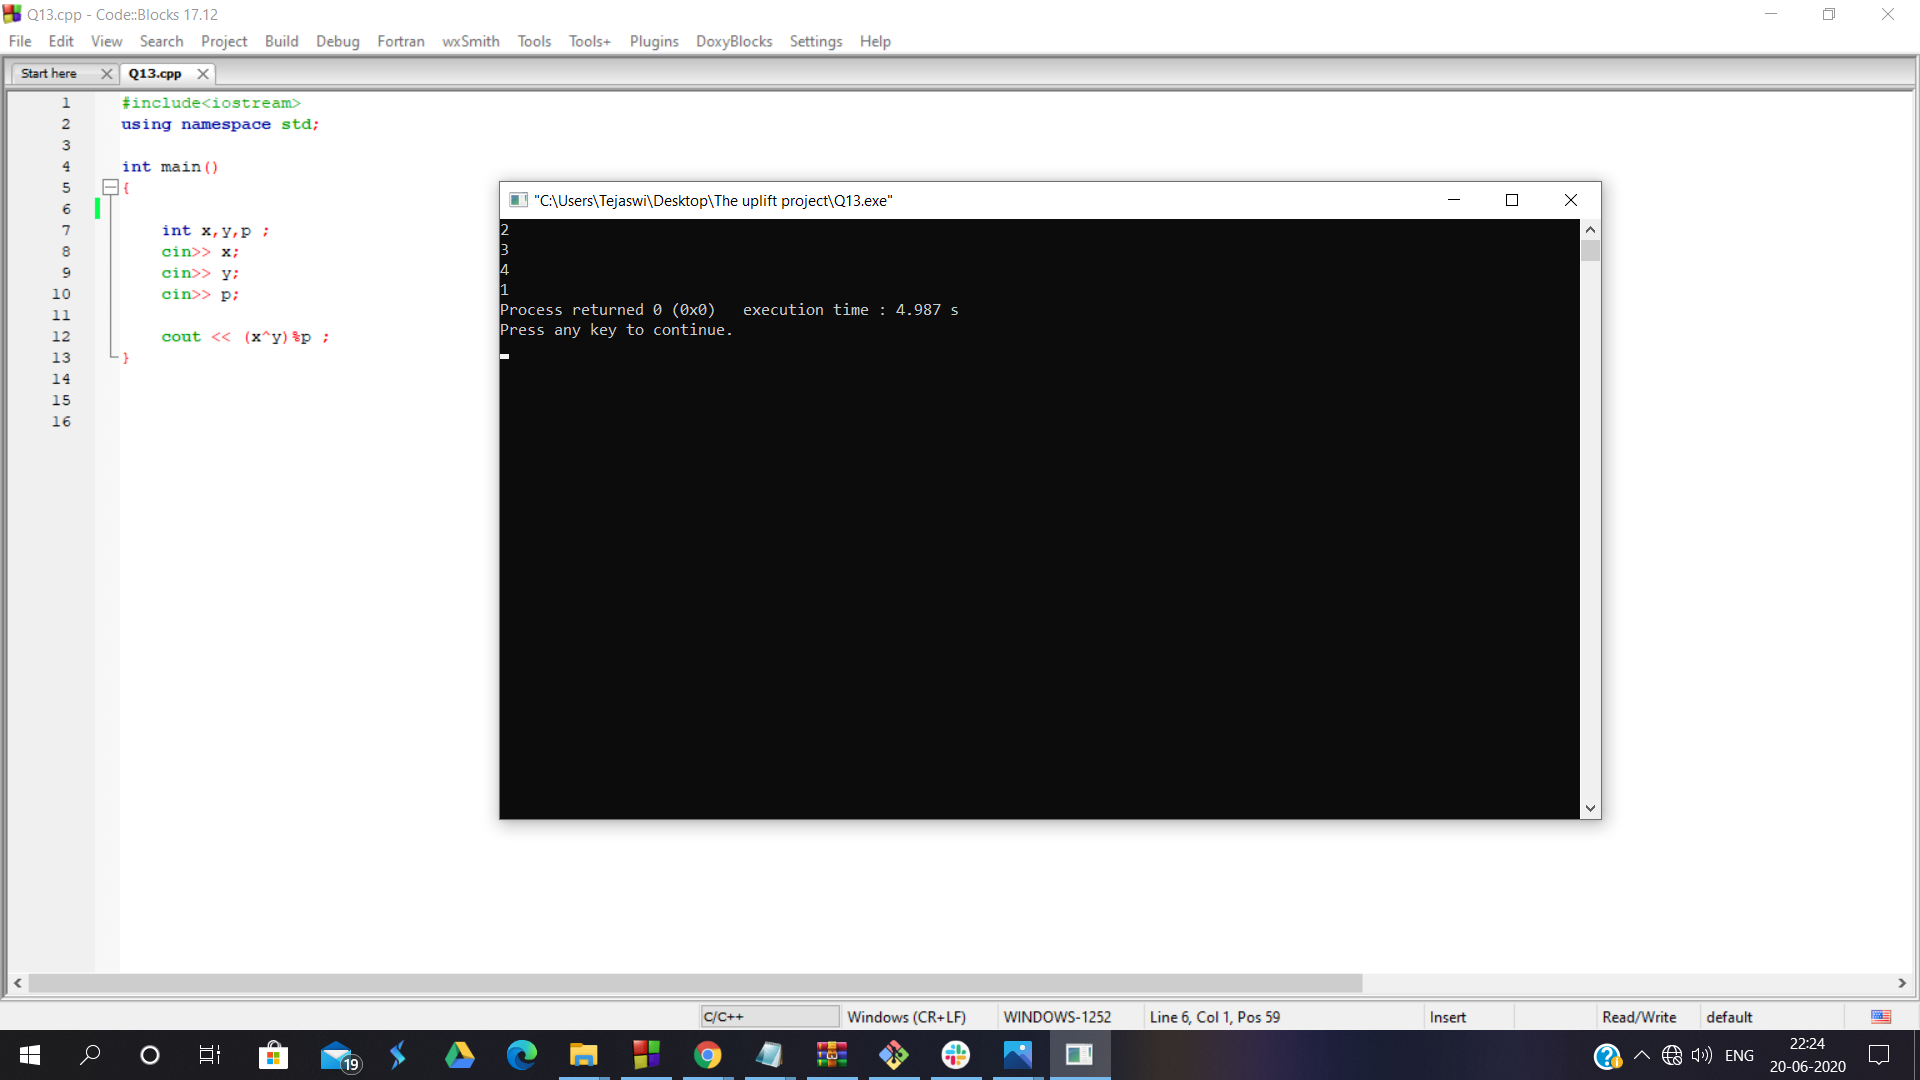 Q13.cpp - Code::Blocks 17.12
File Edit View Search Project Build Debug Fortran wxSmith Tools Tools+ Plugins DoxyBlocks Settings Help
Start here Q13.cpp
1 #include<iostream>
2 using namespace std;
3
4 int main()
5 {
6
7 int x,y,p ;
8 cin>> x;
9 cin>> y;
10 cin>> p;
11
12 cout << (x^y)%p ;
13 }
14
15
16
"C:\Users\Tejaswi\Desktop\The uplift project\Q13.exe"
2
3
4
1
Process returned 0 (0x0) execution time : 4.987 s
Press any key to continue.
C/C++ Windows (CR+LF) WINDOWS-1252 Line 6, Col 1, Pos 59 Insert Read/Write default
19
ENG
22:24
20-06-2020